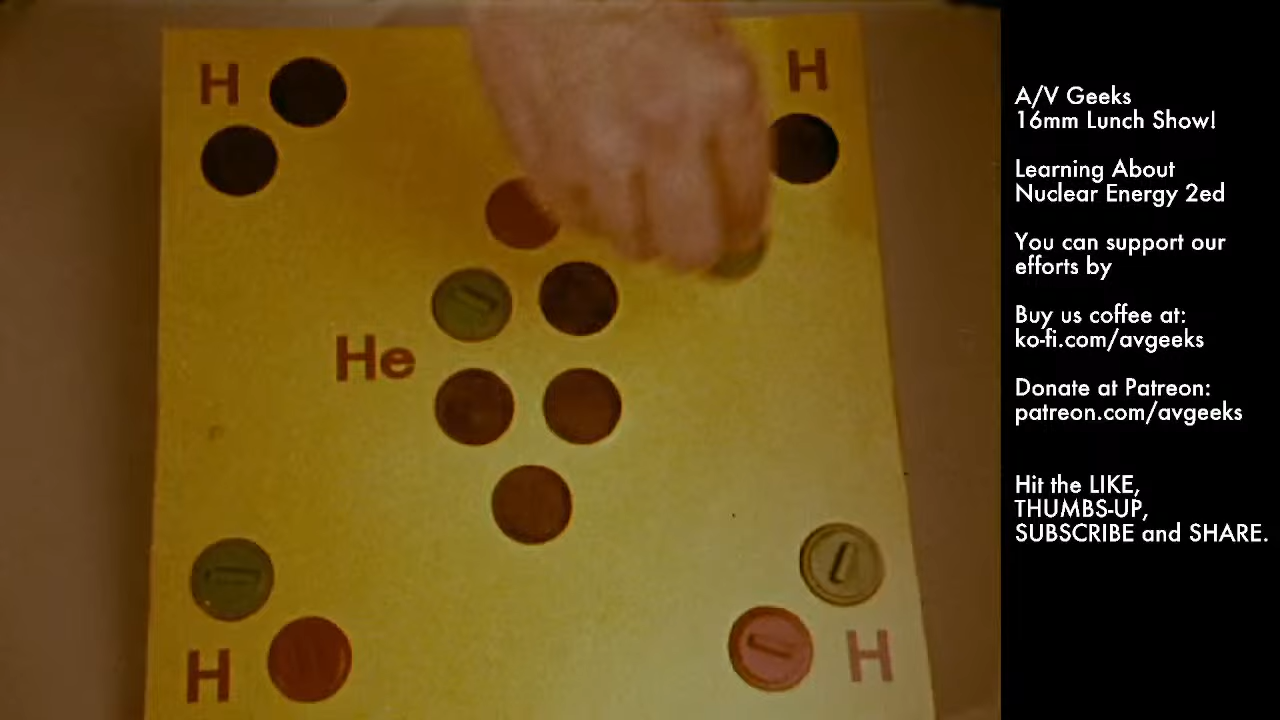 H
H
He
H
H
A/V Geeks
16mm Lunch Show!
Learning About
Nuclear Energy 2ed
You can support our
efforts by
Buy us coffee at:
ko-fi.com/avgeeks
Donate at Patreon:
patreon.com/avgeeks
Hit the LIKE,
THUMBS-UP,
SUBSCRIBE and SHARE.